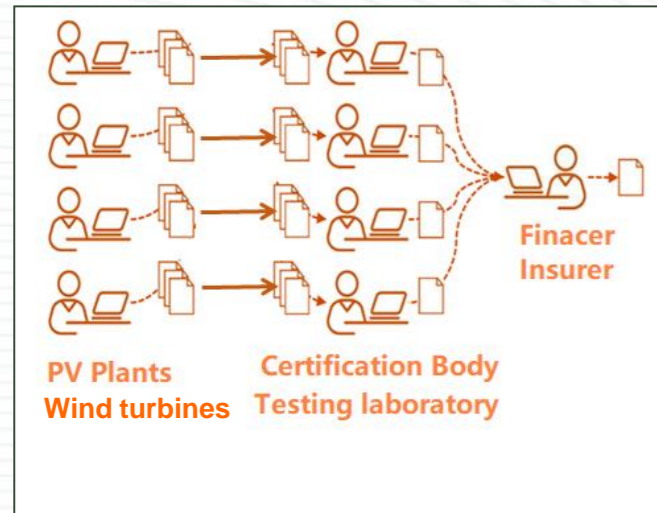 Finacer
Insurer
PV Plants
Wind turbines
Certification Body
Testing laboratory